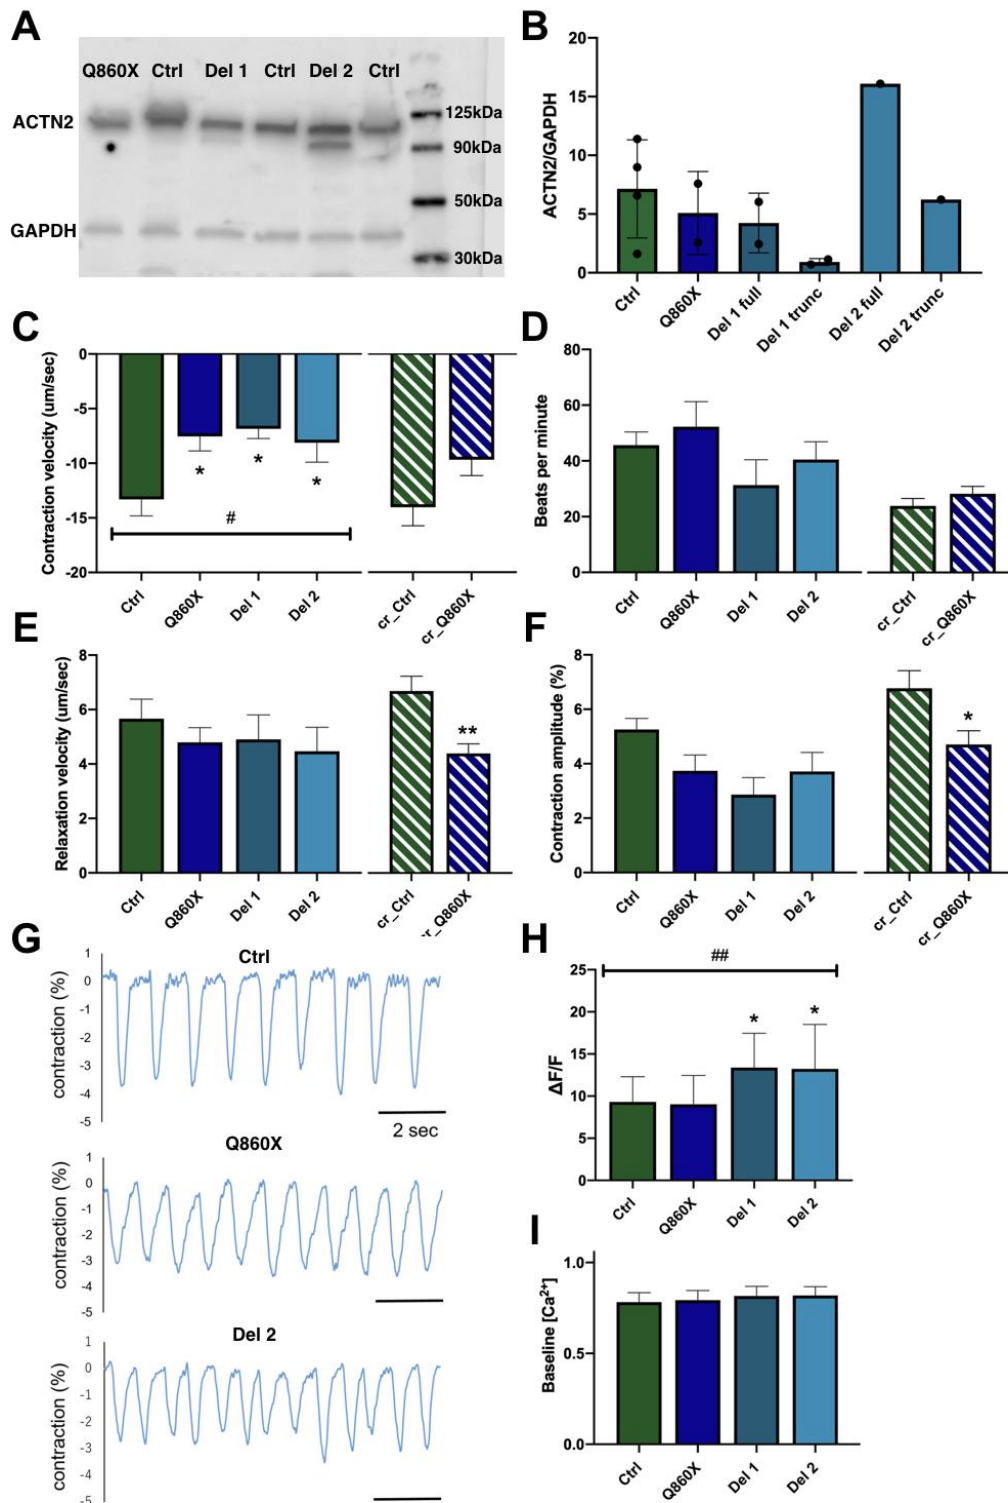 A
Q860X Ctrl Del 1 Ctrl Del 2 Ctrl
ACTN2
GAPDH
125kDa
90kDa
50kDa
30kDa
B
ACTN2/GAPDH
20
15
10
5
0
Ctrl
Q860X
Del 1 full
Del 1 trunc
Del 2 full
Del 2 trunc
C
Contraction velocity (um/sec)
0
-5
-10
-15
-20
* * *
#
Ctrl
Q860X
Del 1
Del 2
cr_Ctrl
cr_Q860X
D
Beats per minute
80
60
40
20
0
Ctrl
Q860X
Del 1
Del 2
cr_Ctrl
cr_Q860X
E
Relaxation velocity (um/sec)
8
6
4
2
0
**
Ctrl
Q860X
Del 1
Del 2
cr_Ctrl
cr_Q860X
F
Contraction amplitude (%)
8
6
4
2
0
*
Ctrl
Q860X
Del 1
Del 2
cr_Ctrl
cr_Q860X
G
Ctrl
contraction (%)
1
0
-1
-2
-3
-4
-5
2 sec
Q860X
contraction (%)
1
0
-1
-2
-3
-4
-5
Del 2
contraction (%)
1
0
-1
-2
-3
-4
-5
H
##
ΔF/F
25
20
15
10
5
0
* *
Ctrl
Q860X
Del 1
Del 2
I
Baseline [Ca²⁺]
1.0
0.5
0.0
Ctrl
Q860X
Del 1
Del 2